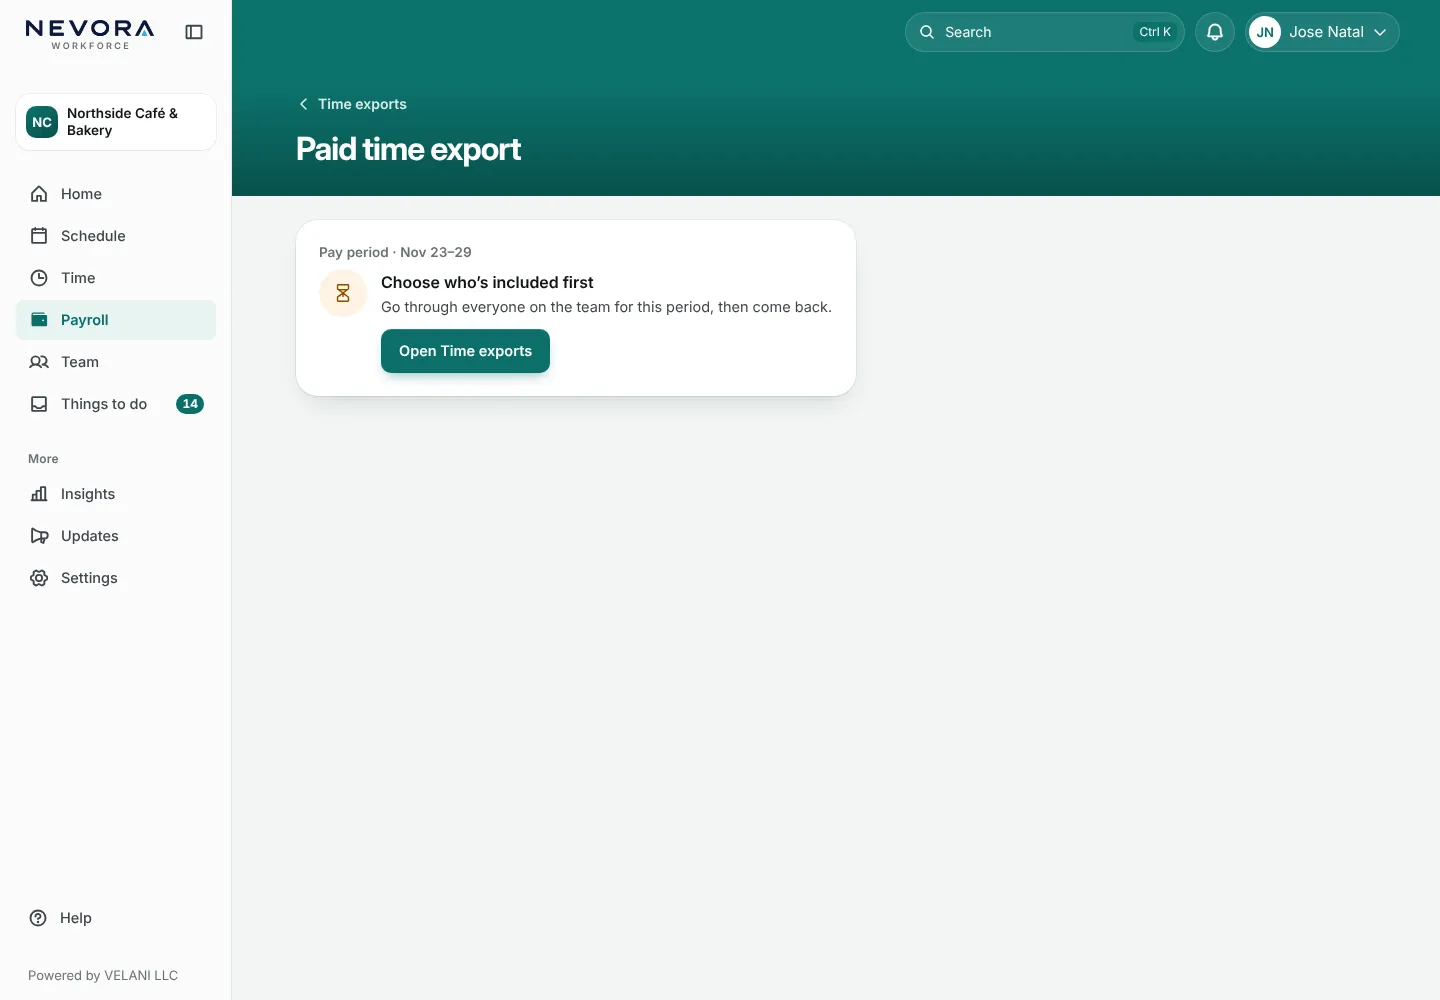 NEVORA
WORKFORCE
Search
Ctrl K
JN
Jose Natal
NC
Northside Café &
Bakery
Home
Schedule
Time
Payroll
Team
Things to do
14
More
Insights
Updates
Settings
Help
Powered by VELANI LLC
Time exports
Paid time export
Pay period · Nov 23–29
Choose who’s included first
Go through everyone on the team for this period, then come back.
Open Time exports